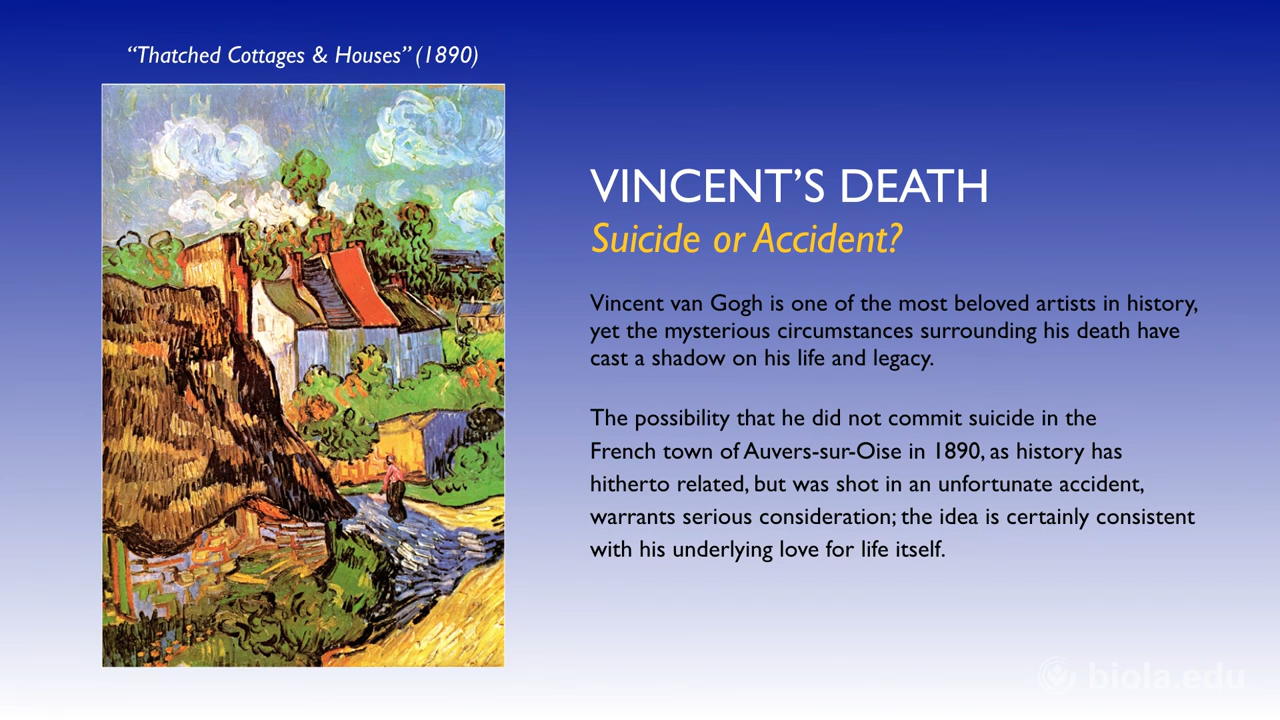 “Thatched Cottages & Houses” (1890)
VINCENT’S DEATH
Suicide or Accident?
Vincent van Gogh is one of the most beloved artists in history,
yet the mysterious circumstances surrounding his death have
cast a shadow on his life and legacy.
The possibility that he did not commit suicide in the
French town of Auvers-sur-Oise in 1890, as history has
hitherto related, but was shot in an unfortunate accident,
warrants serious consideration; the idea is certainly consistent
with his underlying love for life itself.
biola.edu